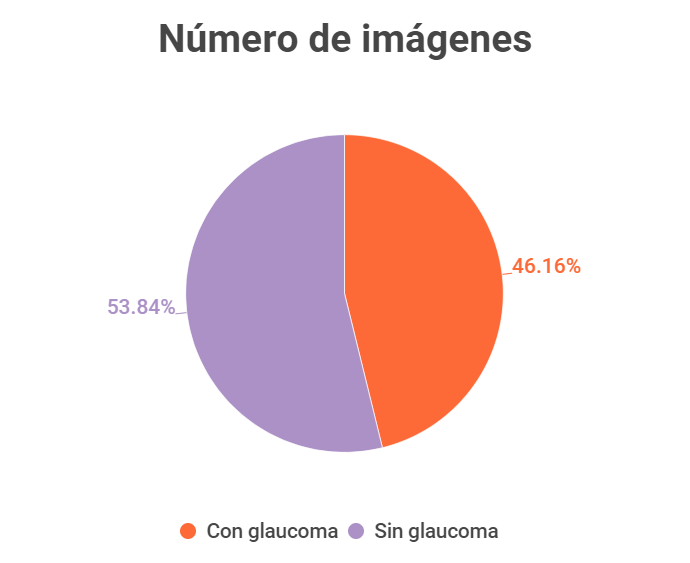 Número de imágenes
46.16%
53.84%
Con glaucoma Sin glaucoma